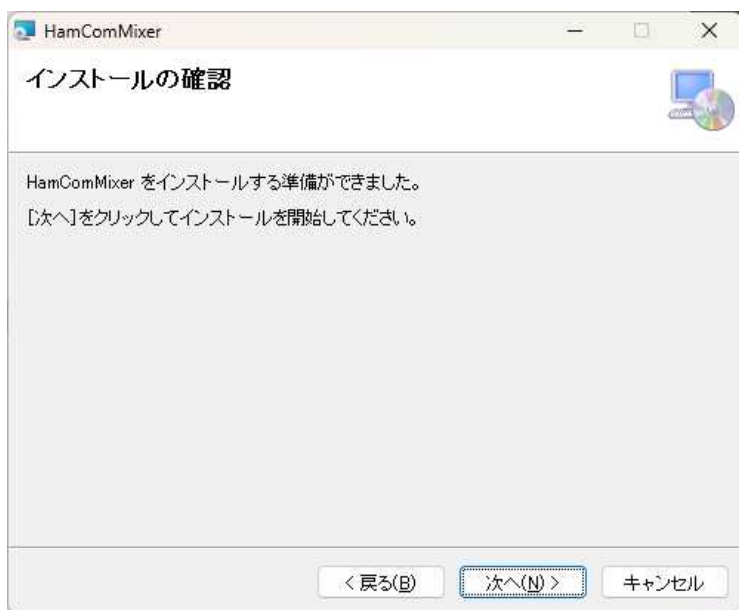 HamComMixer
インストールの確認
HamComMixer をインストールする準備ができました。
[次へ]をクリックしてインストールを開始してください。
< 戻る(B)
次へ(N) >
キャンセル